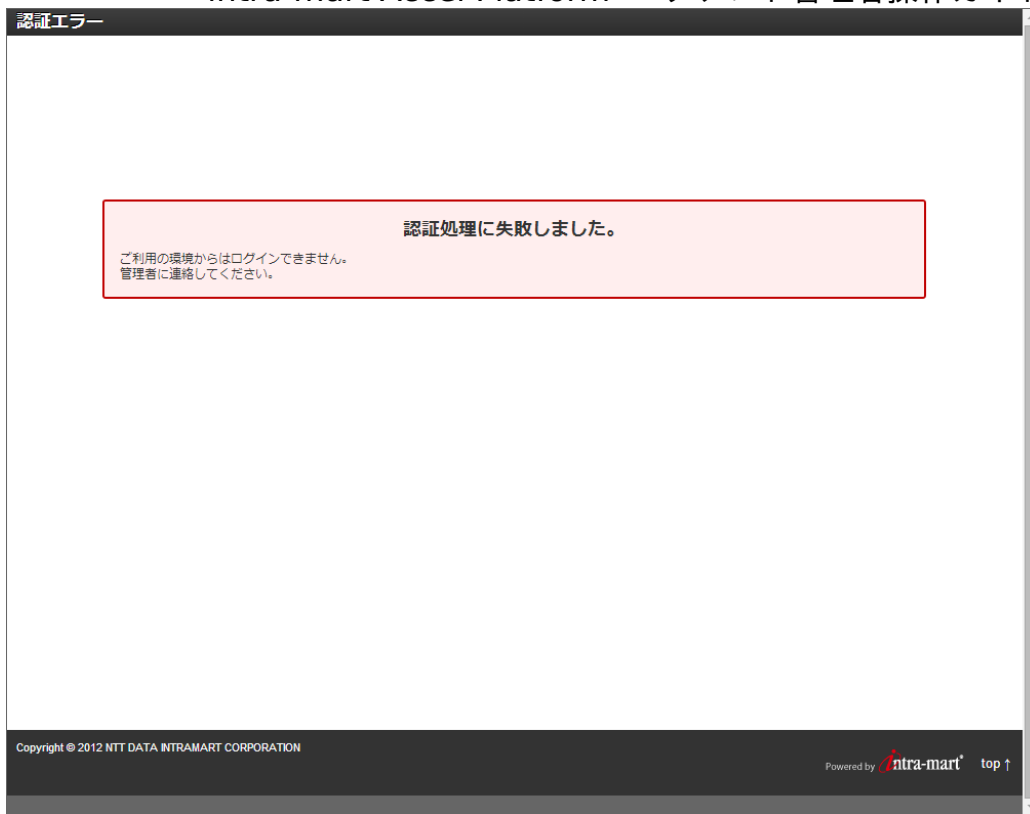 認証エラー
認証処理に失敗しました。
ご利用の環境からはログインできません。
管理者に連絡してください。
Copyright © 2012 NTT DATA INTRAMART CORPORATION
Powered by intra-mart® top ↑